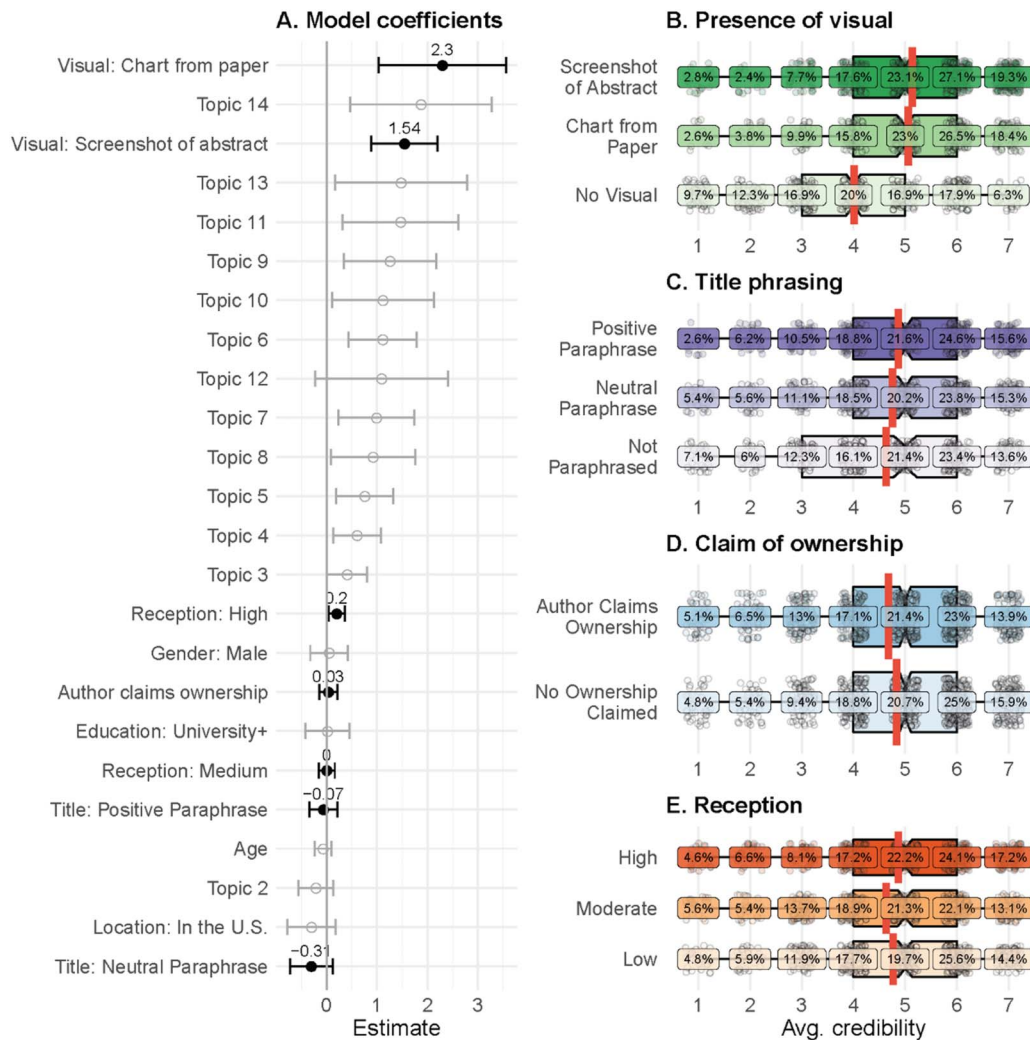 A. Model coefficients
Visual: Chart from paper
2.3
Topic 14
Visual: Screenshot of abstract
1.54
Topic 13
Topic 11
Topic 9
Topic 10
Topic 6
Topic 12
Topic 7
Topic 8
Topic 5
Topic 4
Topic 3
Reception: High
0.2
Gender: Male
Author claims ownership
0.03
Education: University+
Reception: Medium
0
Title: Positive Paraphrase
−0.07
Age
Topic 2
Location: In the U.S.
Title: Neutral Paraphrase
−0.31
0 1 2 3
Estimate
B. Presence of visual
Screenshot
of Abstract
2.8% 2.4% 7.7% 17.6% 23.1% 27.1% 19.3%
Chart from
Paper
2.6% 3.8% 9.9% 15.8% 23% 26.5% 18.4%
No Visual
9.7% 12.3% 16.9% 20% 16.9% 17.9% 6.3%
1 2 3 4 5 6 7
C. Title phrasing
Positive
Paraphrase
2.6% 6.2% 10.5% 18.8% 21.6% 24.6% 15.6%
Neutral
Paraphrase
5.4% 5.6% 11.1% 18.5% 20.2% 23.8% 15.3%
Not
Paraphrased
7.1% 6% 12.3% 16.1% 21.4% 23.4% 13.6%
1 2 3 4 5 6 7
D. Claim of ownership
Author Claims
Ownership
5.1% 6.5% 13% 17.1% 21.4% 23% 13.9%
No Ownership
Claimed
4.8% 5.4% 9.4% 18.8% 20.7% 25% 15.9%
1 2 3 4 5 6 7
E. Reception
High
4.6% 6.6% 8.1% 17.2% 22.2% 24.1% 17.2%
Moderate
5.6% 5.4% 13.7% 18.9% 21.3% 22.1% 13.1%
Low
4.8% 5.9% 11.9% 17.7% 19.7% 25.6% 14.4%
1 2 3 4 5 6 7
Avg. credibility